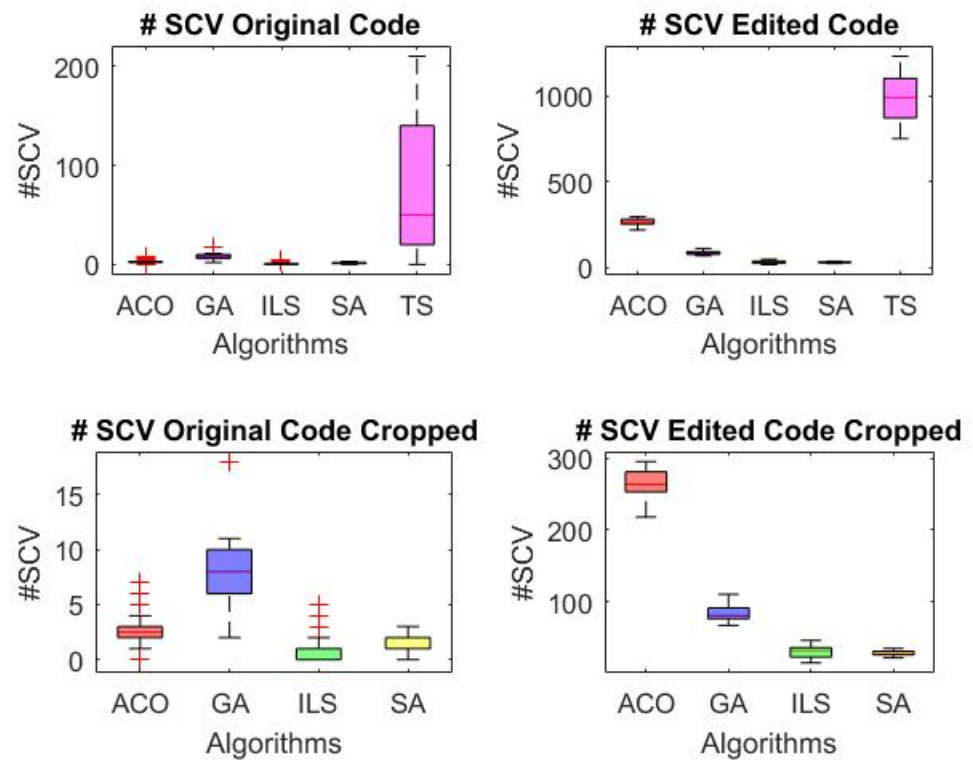 # SCV Original Code
200
100
0
#SCV
ACO GA ILS SA TS
Algorithms
# SCV Edited Code
1000
500
0
#SCV
ACO GA ILS SA TS
Algorithms
# SCV Original Code Cropped
15
10
5
0
#SCV
ACO GA ILS SA
Algorithms
# SCV Edited Code Cropped
300
200
100
#SCV
ACO GA ILS SA
Algorithms